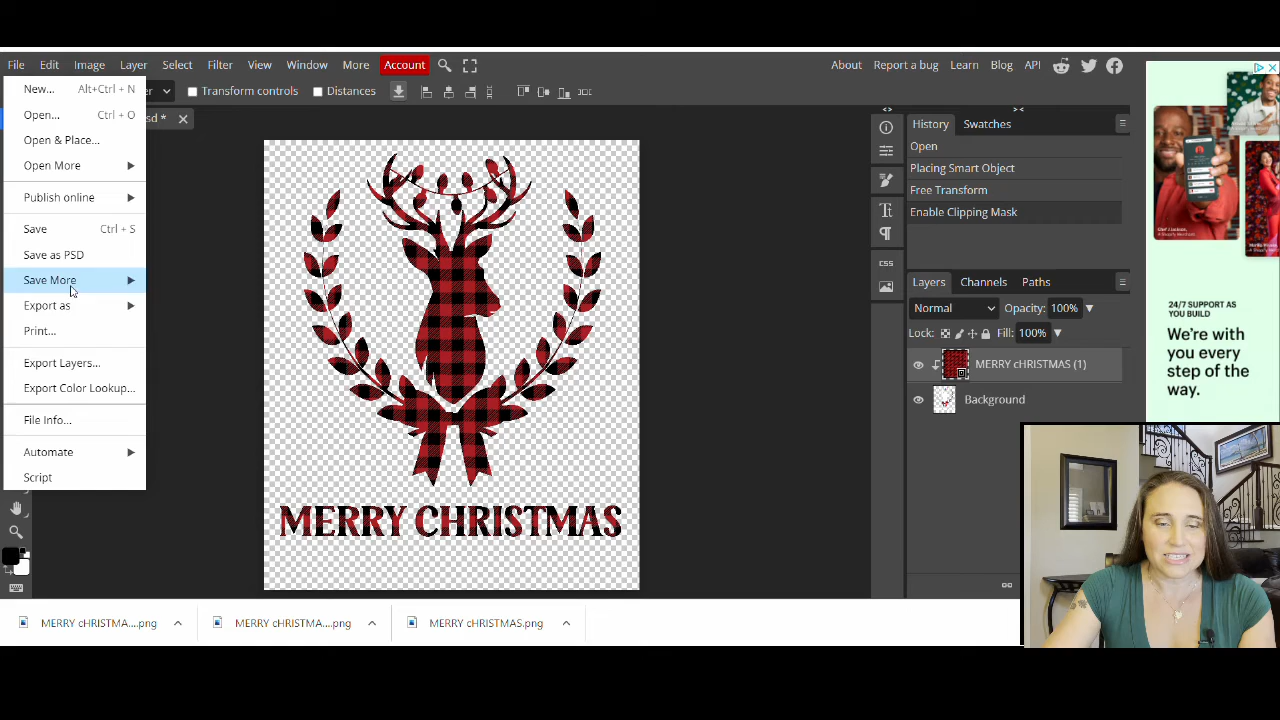 File Edit Image Layer Select Filter View Window More Account About Report a bug Learn Blog API
Transform controls Distances
New... Alt+Ctrl + N
Open... Ctrl + O
Open & Place...
Open More
Publish online
Save Ctrl + S
Save as PSD
Save More
Export as
Print...
Export Layers...
Export Color Lookup...
File Info...
Automate
Script
sd *
MERRY CHRISTMAS
History Swatches
Open
Placing Smart Object
Free Transform
Enable Clipping Mask
CSS
Layers Channels Paths
Normal Opacity: 100%
Lock: Fill: 100%
MERRY cHRISTMAS (1)
Background
24/7 SUPPORT AS
YOU BUILD
We're with
you every
step of the
way.
MERRY cHRISTMA....png MERRY cHRISTMA....png MERRY cHRISTMAS.png